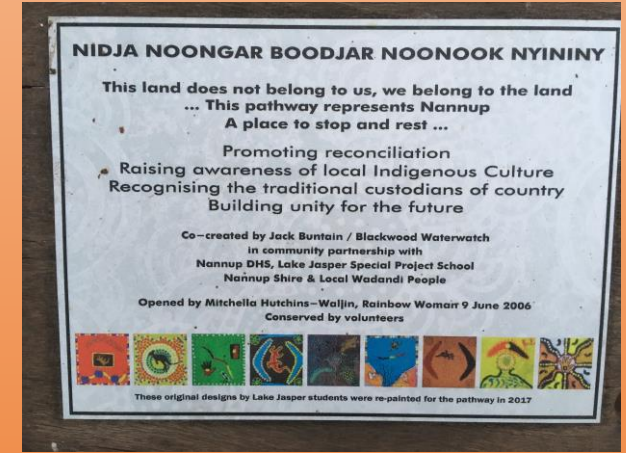 NIDJA NOONGAR BOODJAR NOONOOK NYININY
This land does not belong to us, we belong to the land
... This pathway represents Nannup
A place to stop and rest ...
Promoting reconciliation
Raising awareness of local Indigenous Culture
Recognising the traditional custodians of country
Building unity for the future
Co-created by Jack Buntain / Blackwood Waterwatch
in community partnership with
Nannup DHS, Lake Jasper Special Project School
Nannup Shire & Local Wadandi People
Opened by Mitchella Hutchins-Waljin, Rainbow Woman 9 June 2006
Conserved by volunteers
These original designs by Lake Jasper students were re-painted for the pathway in 2017